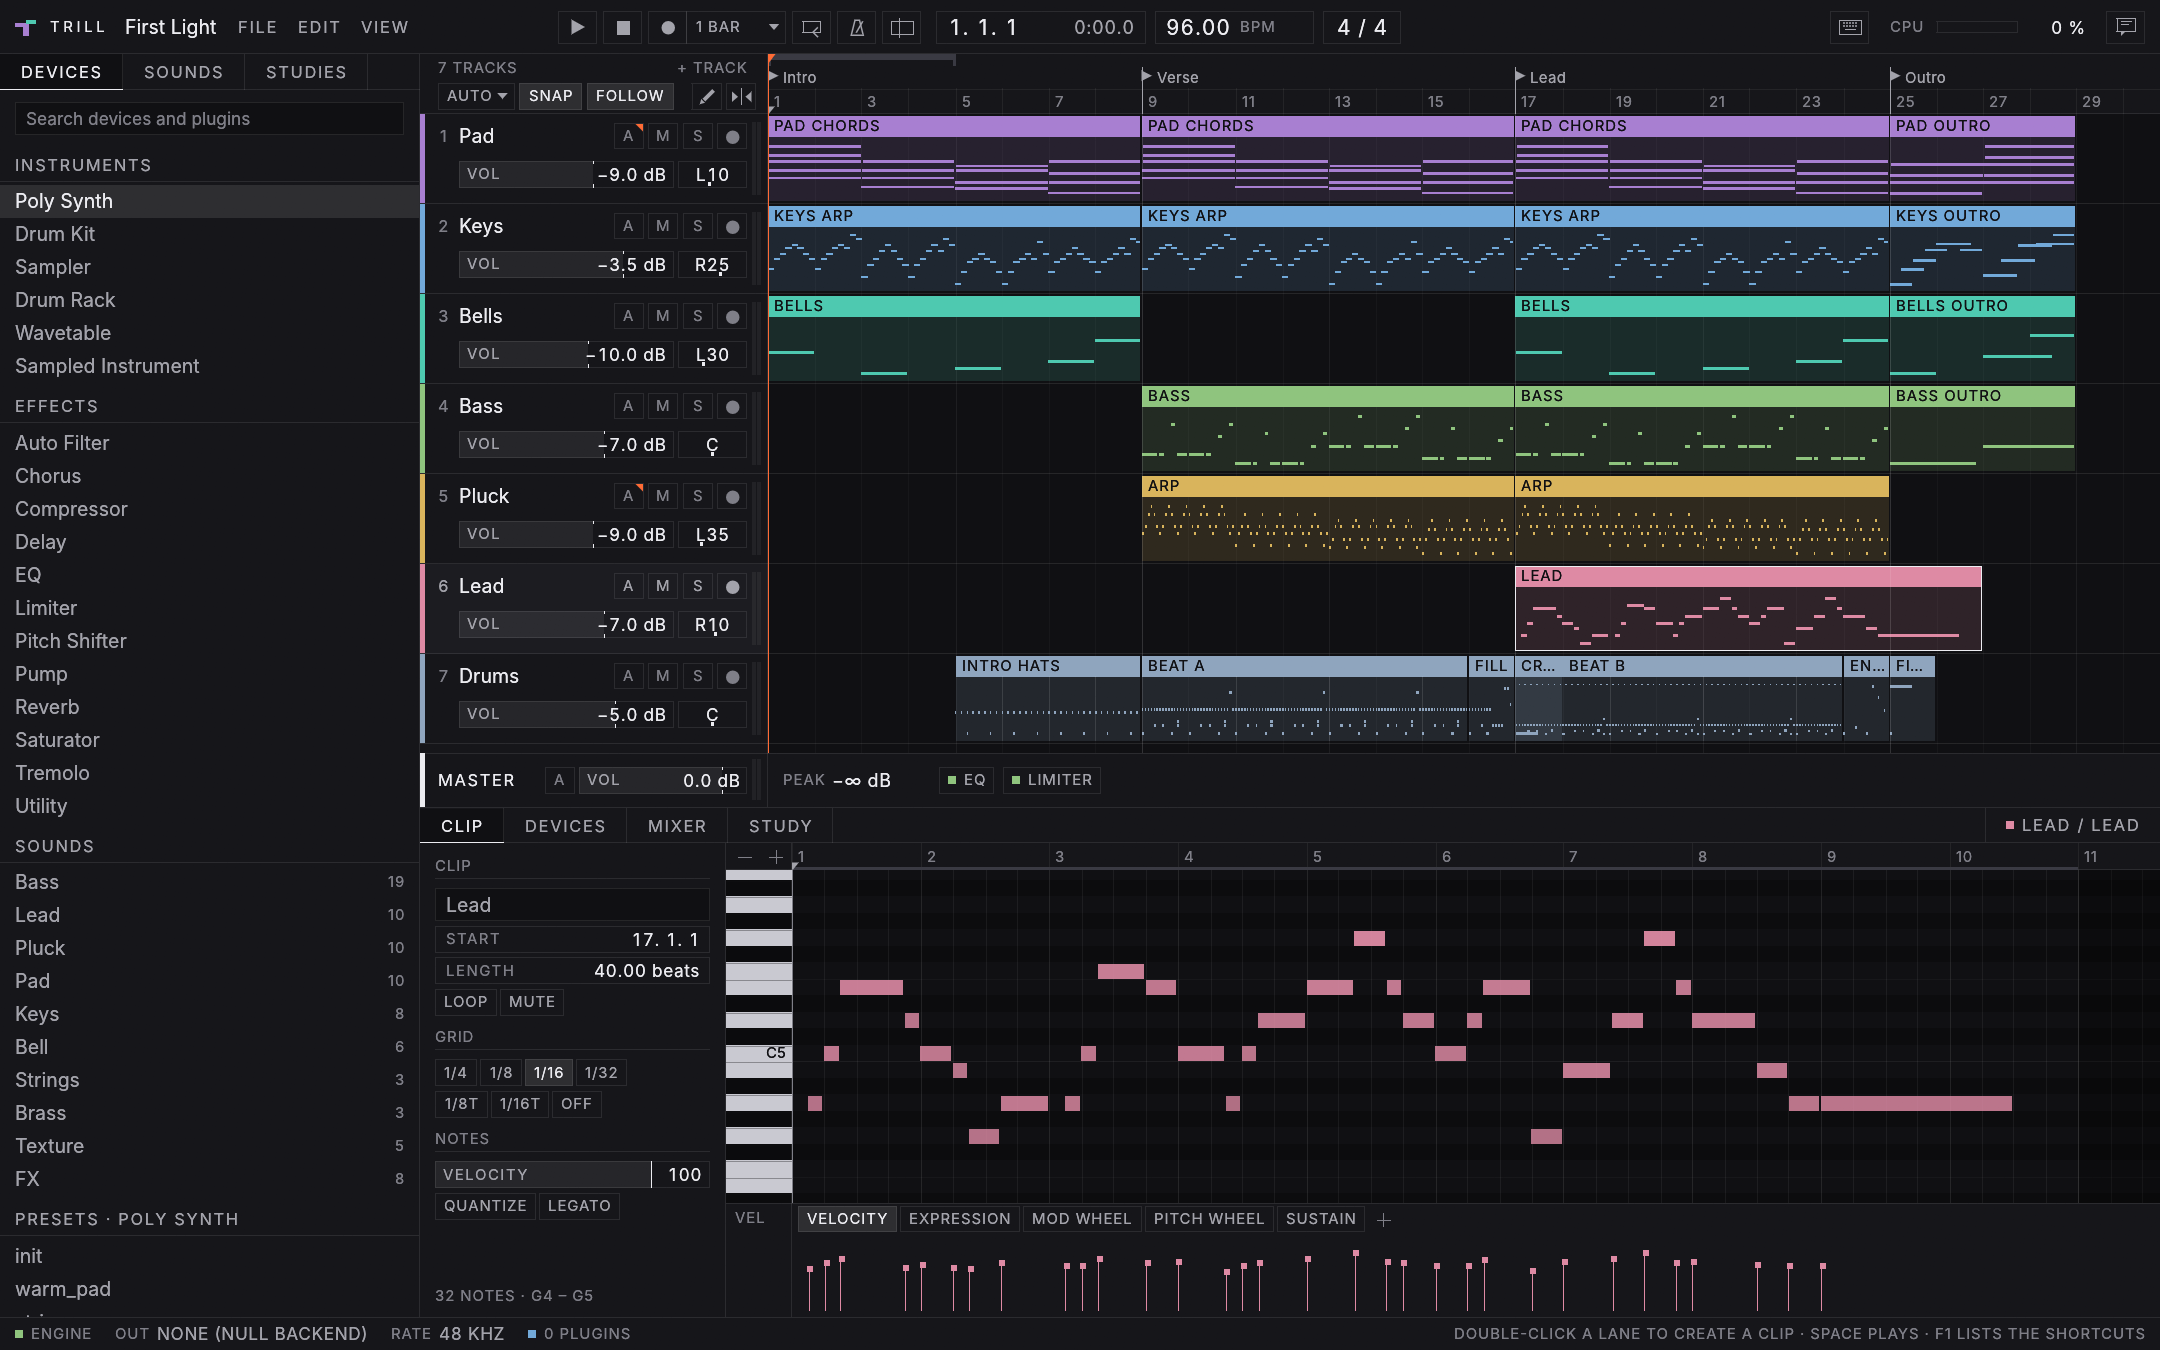 TRILL First Light FILE EDIT VIEW 1 BAR 1. 1. 1 0:00.0 96.00 BPM 4 / 4 CPU 0 %
DEVICES SOUNDS STUDIES
Search devices and plugins
INSTRUMENTS
Poly Synth
Drum Kit
Sampler
Drum Rack
Wavetable
Sampled Instrument
EFFECTS
Auto Filter
Chorus
Compressor
Delay
EQ
Limiter
Pitch Shifter
Pump
Reverb
Saturator
Tremolo
Utility
SOUNDS
Bass 19
Lead 10
Pluck 10
Pad 10
Keys 8
Bell 6
Strings 3
Brass 3
Texture 5
FX 8
PRESETS · POLY SYNTH
init
warm_pad
7 TRACKS + TRACK
AUTO SNAP FOLLOW
Intro Verse Lead Outro
1 3 5 7 9 11 13 15 17 19 21 23 25 27 29
1 Pad A M S
VOL −9.0 dB L10
PAD CHORDS PAD CHORDS PAD CHORDS PAD OUTRO
2 Keys A M S
VOL −3.5 dB R25
KEYS ARP KEYS ARP KEYS ARP KEYS OUTRO
3 Bells A M S
VOL −10.0 dB L30
BELLS BELLS BELLS OUTRO
4 Bass A M S
VOL −7.0 dB C
BASS BASS BASS OUTRO
5 Pluck A M S
VOL −9.0 dB L35
ARP ARP
6 Lead A M S
VOL −7.0 dB R10
LEAD
7 Drums A M S
VOL −5.0 dB C
INTRO HATS BEAT A FILL CR... BEAT B EN... FI...
MASTER A VOL 0.0 dB PEAK −∞ dB EQ LIMITER
CLIP DEVICES MIXER STUDY LEAD / LEAD
CLIP
Lead
START 17. 1. 1
LENGTH 40.00 beats
LOOP MUTE
GRID
1/4 1/8 1/16 1/32
1/8T 1/16T OFF
NOTES
VELOCITY 100
QUANTIZE LEGATO
32 NOTES · G4 – G5
1 2 3 4 5 6 7 8 9 10 11
C5
VEL VELOCITY EXPRESSION MOD WHEEL PITCH WHEEL SUSTAIN
ENGINE OUT NONE (NULL BACKEND) RATE 48 KHZ 0 PLUGINS
DOUBLE-CLICK A LANE TO CREATE A CLIP · SPACE PLAYS · F1 LISTS THE SHORTCUTS